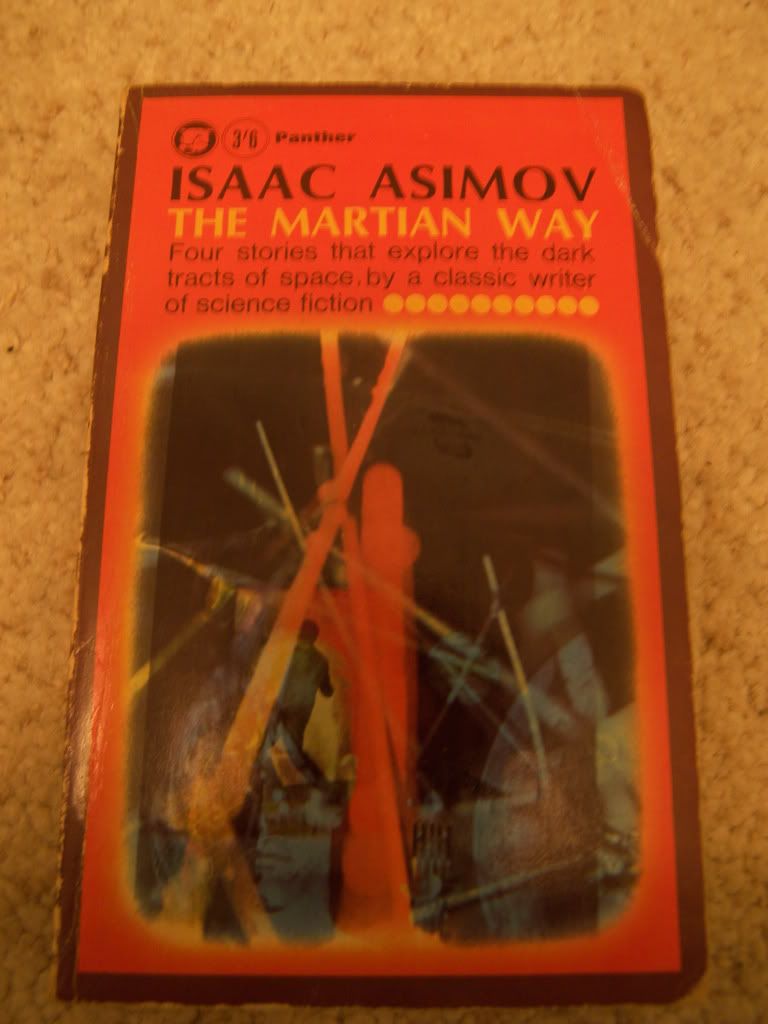 3'6 Panther
ISAAC ASIMOV
THE MARTIAN WAY
Four stories that explore the dark
tracts of space, by a classic writer
of science fiction